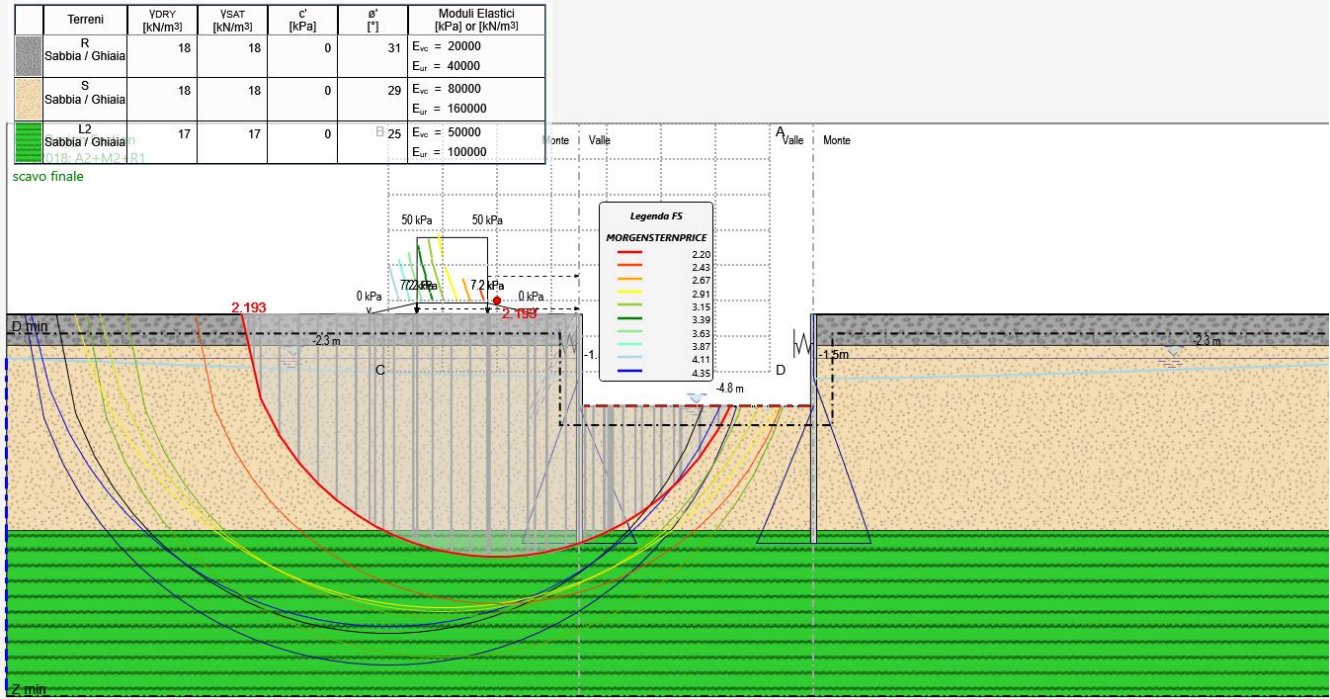 Terreni γDRY [kN/m³] γSAT [kN/m³] c' [kPa] ø' [°] Moduli Elastici [kPa] or [kN/m³]
R Sabbia / Ghiaia 18 18 0 31 Evc = 20000
Eur = 40000
S Sabbia / Ghiaia 18 18 0 29 Evc = 80000
Eur = 160000
L2 Sabbia / Ghiaia 17 17 0 25 Evc = 50000
Eur = 100000
2018: A2+M2+R1
scavo finale
B
A
Monte Valle
Valle Monte
50 kPa 50 kPa
Legenda FS
MORGENSTERNPRICE
2.20
2.43
2.67
2.91
3.15
3.39
3.63
3.87
4.11
4.35
7.2 kPa
0 kPa 0 kPa
2.193
2.193
D min
-2.3 m
-1.5m
-2.3 m
C
D
-4.8 m
Z min